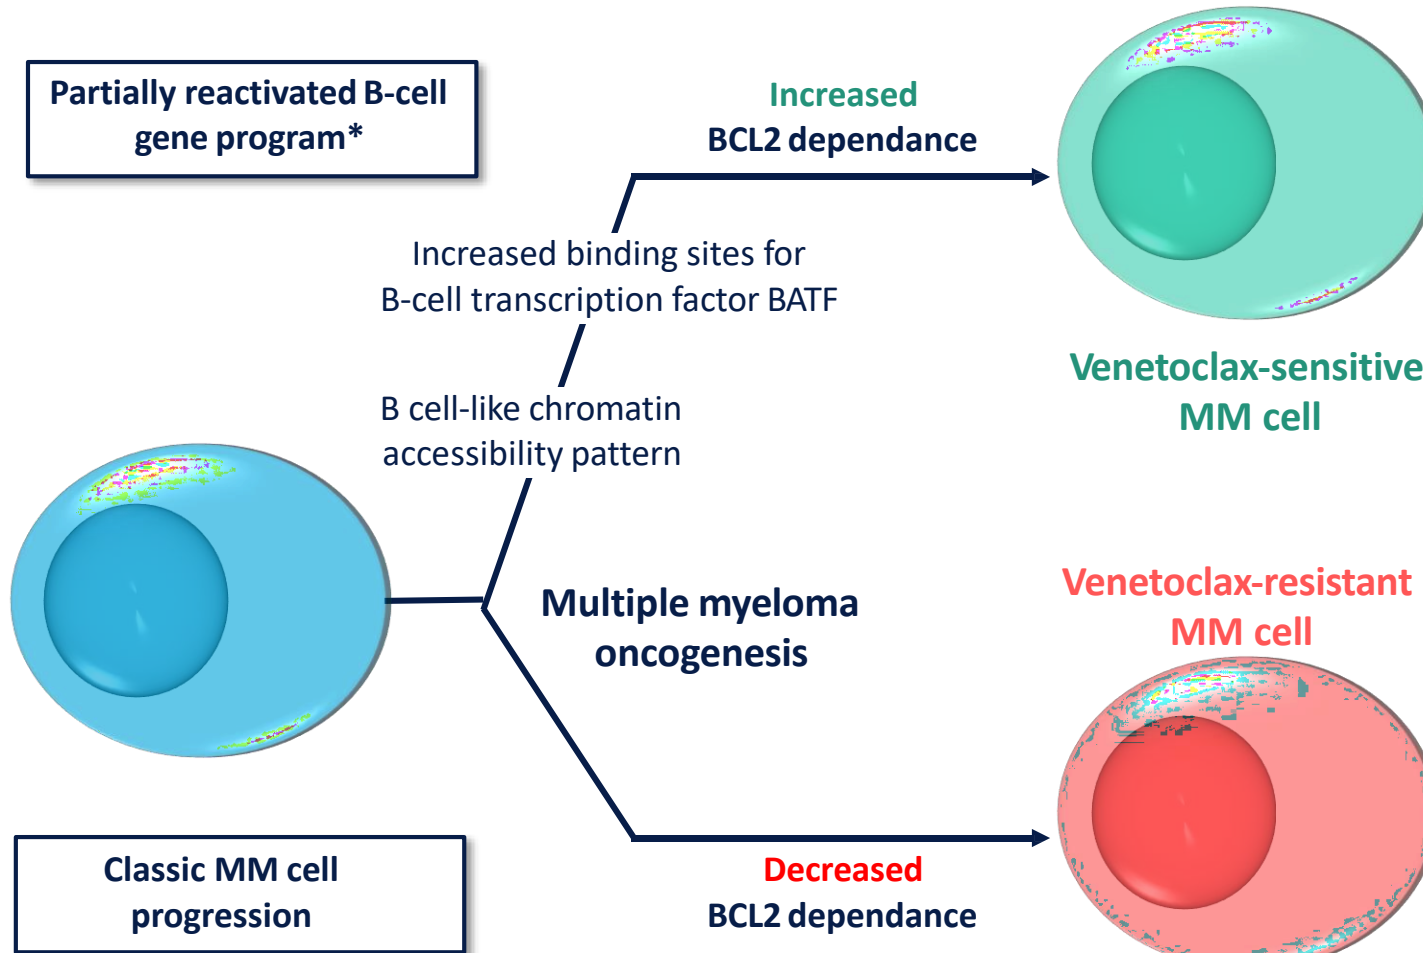 Partially reactivated B-cell
gene program*
Increased
BCL2 dependance
Increased binding sites for
B-cell transcription factor BATF
B cell-like chromatin
accessibility pattern
Venetoclax-sensitive
MM cell
Multiple myeloma
oncogenesis
Venetoclax-resistant
MM cell
Classic MM cell
progression
Decreased
BCL2 dependance